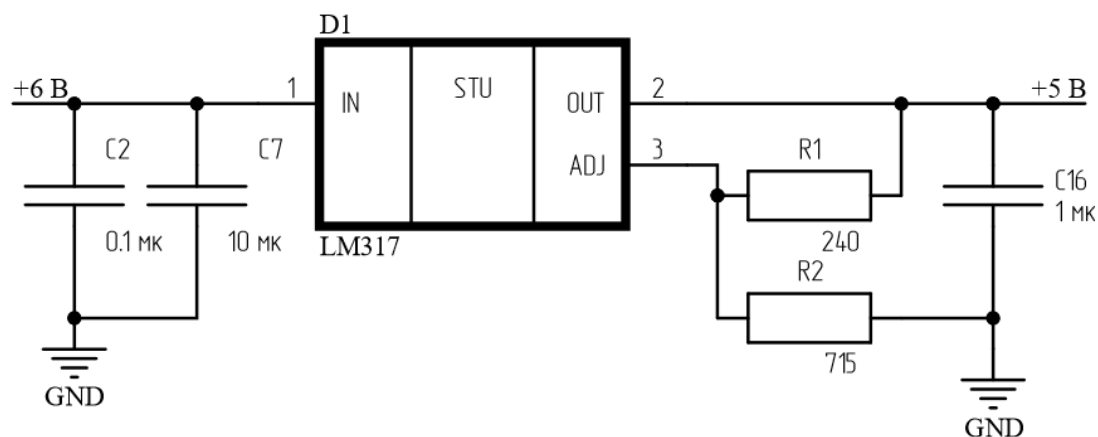 D1
+6 В
1
IN
STU
OUT
2
+5 В
C2
C7
ADJ
3
R1
C16
0.1 мк
10 мк
LM317
240
1 мк
R2
715
GND
GND